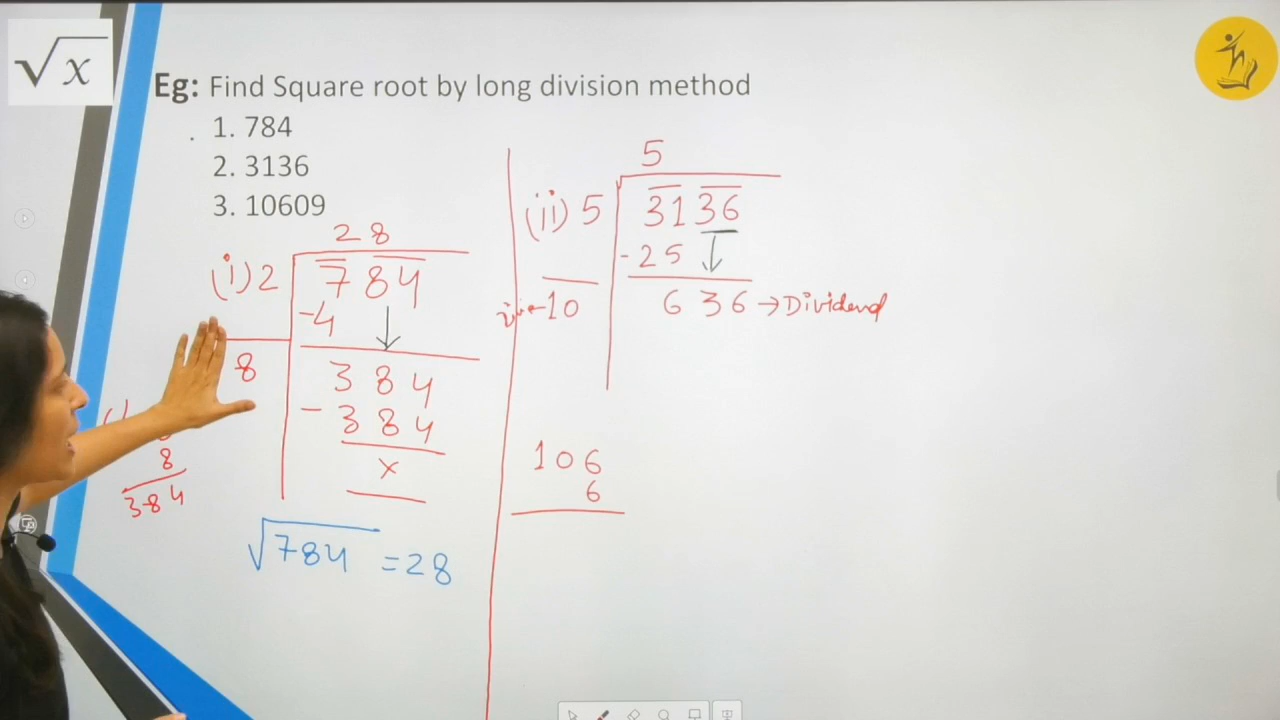 √x
Eg: Find Square root by long division method
1. 784
2. 3136
3. 10609
28
(i) 2
784
-4
8
384
-384
x
8
384
√784 = 28
5
(ii) 5
3136
-25
10
636 → Dividend
106
6